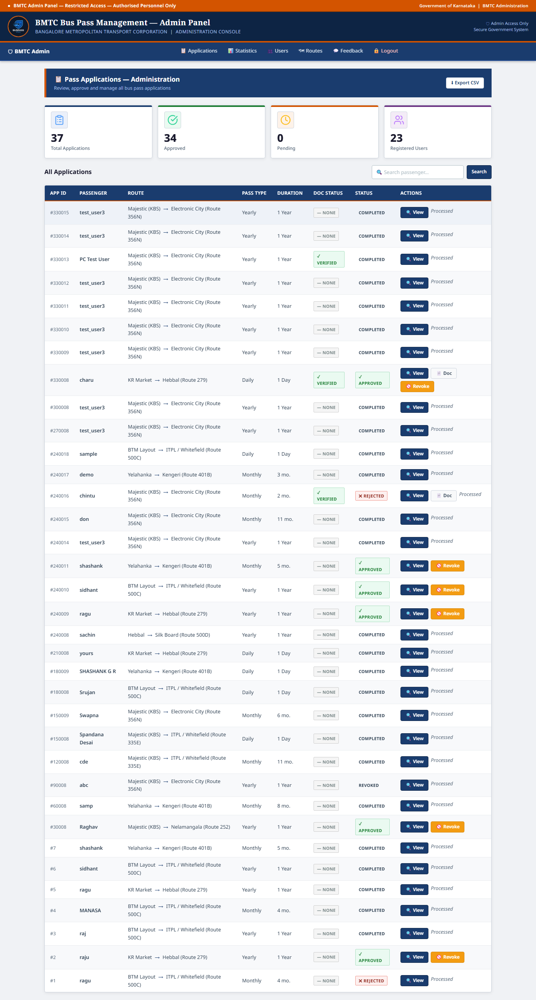 ● BMTC Admin Panel — Restricted Access — Authorised Personnel Only
Government of Karnataka | BMTC Administration
BUSPASS
BMTC Bus Pass Management — Admin Panel
BANGALORE METROPOLITAN TRANSPORT CORPORATION | ADMINISTRATION CONSOLE
Admin Access Only
Secure Government System
BMTC Admin
Applications
Statistics
Users
Routes
Feedback
Logout
Pass Applications — Administration
Review, approve and manage all bus pass applications
⬇ Export CSV
37
Total Applications
34
Approved
0
Pending
23
Registered Users
All Applications
Search passenger...
Search
APP ID PASSENGER ROUTE PASS TYPE DURATION DOC STATUS STATUS ACTIONS
#330015 test_user3 Majestic (KBS) → Electronic City (Route 356N) Yearly 1 Year — NONE COMPLETED View Processed
#330014 test_user3 Majestic (KBS) → Electronic City (Route 356N) Yearly 1 Year — NONE COMPLETED View Processed
#330013 PC Test User Majestic (KBS) → Electronic City (Route 356N) Yearly 1 Year ✓ VERIFIED COMPLETED View Processed
#330012 test_user3 Majestic (KBS) → Electronic City (Route 356N) Yearly 1 Year — NONE COMPLETED View Processed
#330011 test_user3 Majestic (KBS) → Electronic City (Route 356N) Yearly 1 Year — NONE COMPLETED View Processed
#330010 test_user3 Majestic (KBS) → Electronic City (Route 356N) Yearly 1 Year — NONE COMPLETED View Processed
#330009 test_user3 Majestic (KBS) → Electronic City (Route 356N) Yearly 1 Year — NONE COMPLETED View Processed
#330008 charu KR Market → Hebbal (Route 279) Daily 1 Day ✓ VERIFIED ✓ APPROVED View Doc Revoke
#300008 test_user3 Majestic (KBS) → Electronic City (Route 356N) Yearly 1 Year — NONE COMPLETED View Processed
#270008 test_user3 Majestic (KBS) → Electronic City (Route 356N) Yearly 1 Year — NONE COMPLETED View Processed
#240018 sample BTM Layout → ITPL / Whitefield (Route 500C) Daily 1 Day — NONE COMPLETED View Processed
#240017 demo Yelahanka → Kengeri (Route 401B) Monthly 3 mo. — NONE COMPLETED View Processed
#240016 chintu Majestic (KBS) → Electronic City (Route 356N) Monthly 2 mo. ✓ VERIFIED ✕ REJECTED View Doc Processed
#240015 don Majestic (KBS) → Electronic City (Route 356N) Monthly 11 mo. — NONE COMPLETED View Processed
#240014 test_user3 Majestic (KBS) → Electronic City (Route 356N) Yearly 1 Year — NONE COMPLETED View Processed
#240011 shashank Yelahanka → Kengeri (Route 401B) Monthly 5 mo. — NONE ✓ APPROVED View Revoke
#240010 sidhant BTM Layout → ITPL / Whitefield (Route 500C) Yearly 1 Year — NONE ✓ APPROVED View Revoke
#240009 ragu KR Market → Hebbal (Route 279) Yearly 1 Year — NONE ✓ APPROVED View Revoke
#240008 sachin Hebbal → Silk Board (Route 500D) Yearly 1 Year — NONE COMPLETED View Processed
#210008 yours KR Market → Hebbal (Route 279) Daily 1 Day — NONE COMPLETED View Processed
#180009 SHASHANK G R Yelahanka → Kengeri (Route 401B) Daily 1 Day — NONE COMPLETED View Processed
#180008 Srujan BTM Layout → ITPL / Whitefield (Route 500C) Daily 1 Day — NONE COMPLETED View Processed
#150009 Swapna Majestic (KBS) → Electronic City (Route 356N) Monthly 6 mo. — NONE COMPLETED View Processed
#150008 Spandana Desai Majestic (KBS) → ITPL / Whitefield (Route 335E) Daily 1 Day — NONE COMPLETED View Processed
#120008 cde Majestic (KBS) → ITPL / Whitefield (Route 335E) Monthly 11 mo. — NONE COMPLETED View Processed
#90008 abc Majestic (KBS) → Electronic City (Route 356N) Yearly 1 Year — NONE REVOKED View Processed
#60008 samp Yelahanka → Kengeri (Route 401B) Monthly 8 mo. — NONE COMPLETED View Processed
#30008 Raghav Majestic (KBS) → Nelamangala (Route 252) Yearly 1 Year — NONE ✓ APPROVED View Revoke
#7 shashank Yelahanka → Kengeri (Route 401B) Monthly 5 mo. — NONE COMPLETED View Processed
#6 sidhant BTM Layout → ITPL / Whitefield (Route 500C) Yearly 1 Year — NONE COMPLETED View Processed
#5 ragu KR Market → Hebbal (Route 279) Yearly 1 Year — NONE COMPLETED View Processed
#4 MANASA BTM Layout → ITPL / Whitefield (Route 500C) Monthly 4 mo. — NONE COMPLETED View Processed
#3 raj BTM Layout → ITPL / Whitefield (Route 500C) Yearly 1 Year — NONE COMPLETED View Processed
#2 raju KR Market → Hebbal (Route 279) Yearly 1 Year — NONE ✓ APPROVED View Revoke
#1 ragu BTM Layout → ITPL / Whitefield (Route 500C) Monthly 4 mo. — NONE ✕ REJECTED View Processed